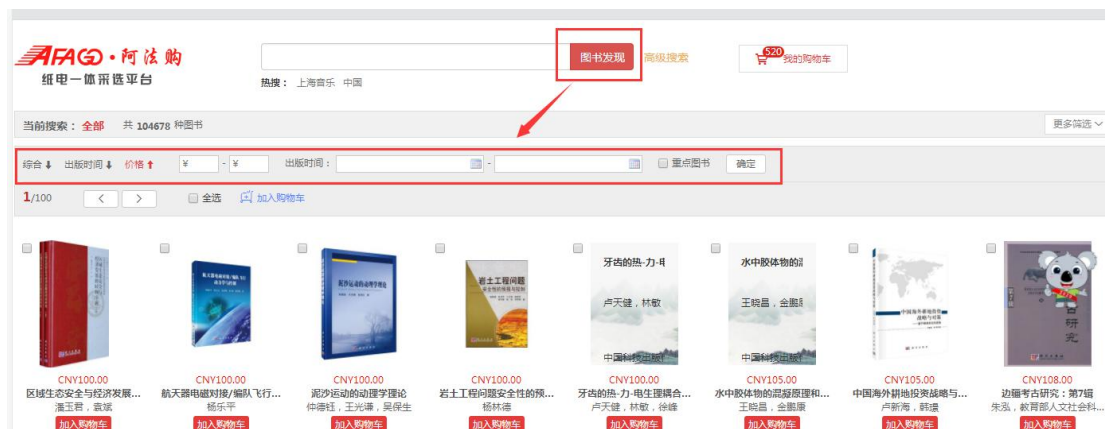 AFAGO·阿法购
纸电一体采选平台
图书发现
高级搜索
520
我的购物车
热搜： 上海音乐 中国
当前搜索：全部 共 104678 种图书
更多筛选
综合 出版时间 价格 ¥ - ¥ 出版时间： - 重点图书 确定
1/100 < > 全选 加入购物车
岩土工程问题
泥沙运动的动理学理论
牙齿的热-力-电
卢天健，林敏
水中胶体物的
王晓昌，金鹏
CNY100.00 CNY100.00 CNY100.00 CNY100.00 CNY100.00 CNY105.00 CNY105.00 CNY108.00
区域生态安全与经济发展... 航天器电磁对接/编队飞行... 泥沙运动的动理学理论 岩土工程问题安全性的预... 牙齿的热-力-电生理耦合... 水中胶体物的混凝原理和... 中国海外耕地投资战略与... 边疆考古研究：第7辑
潘玉君，袁斌 杨乐平 仲德钰，王光谦，吴保生 杨林德 卢天健，林敏，徐峰 王晓昌，金鹏康 卢新海，韩璟 朱泓，教育部人文社会科...
加入购物车 加入购物车 加入购物车 加入购物车 加入购物车 加入购物车 加入购物车 加入购物车